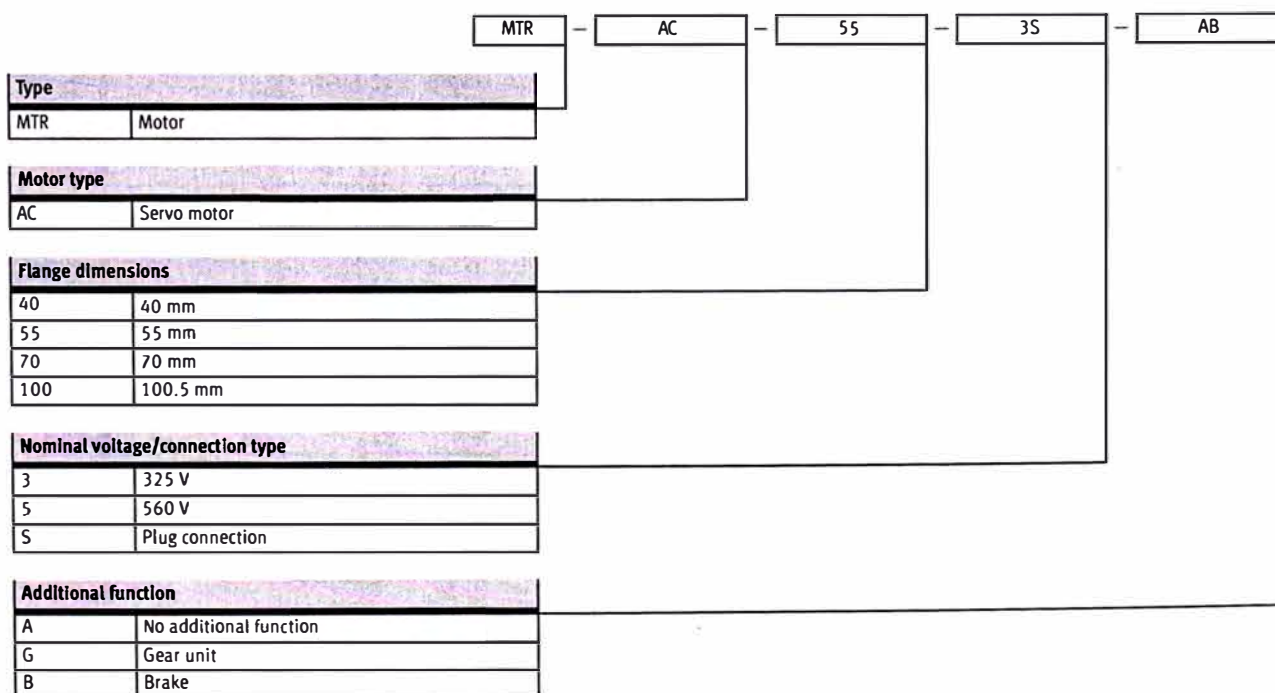 MTR – AC – 55 – 3S – AB
Type
MTR Motor
Motor type
AC Servo motor
Flange dimensions
40 40 mm
55 55 mm
70 70 mm
100 100.5 mm
Nominal voltage/connection type
3 325 V
5 560 V
S Plug connection
Additional function
A No additional function
G Gear unit
B Brake